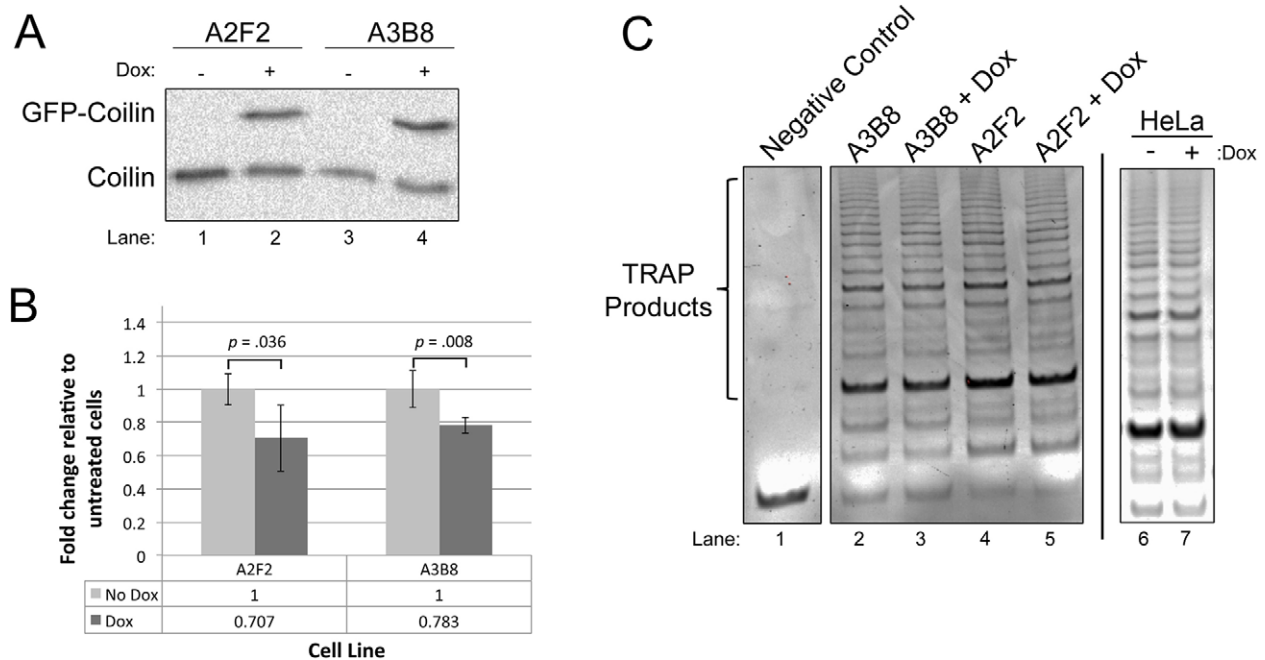 A
A2F2 A3B8
Dox: - + - +
GFP-Coilin
Coilin
Lane: 1 2 3 4
B
Fold change relative to
untreated cells
1.4
1.2
1
0.8
0.6
0.4
0.2
0
p = .036 p = .008
A2F2 A3B8
No Dox 1 1
Dox 0.707 0.783
Cell Line
C
Negative Control
A3B8
A3B8 + Dox
A2F2
A2F2 + Dox
HeLa
- + :Dox
TRAP
Products
Lane: 1 2 3 4 5 6 7